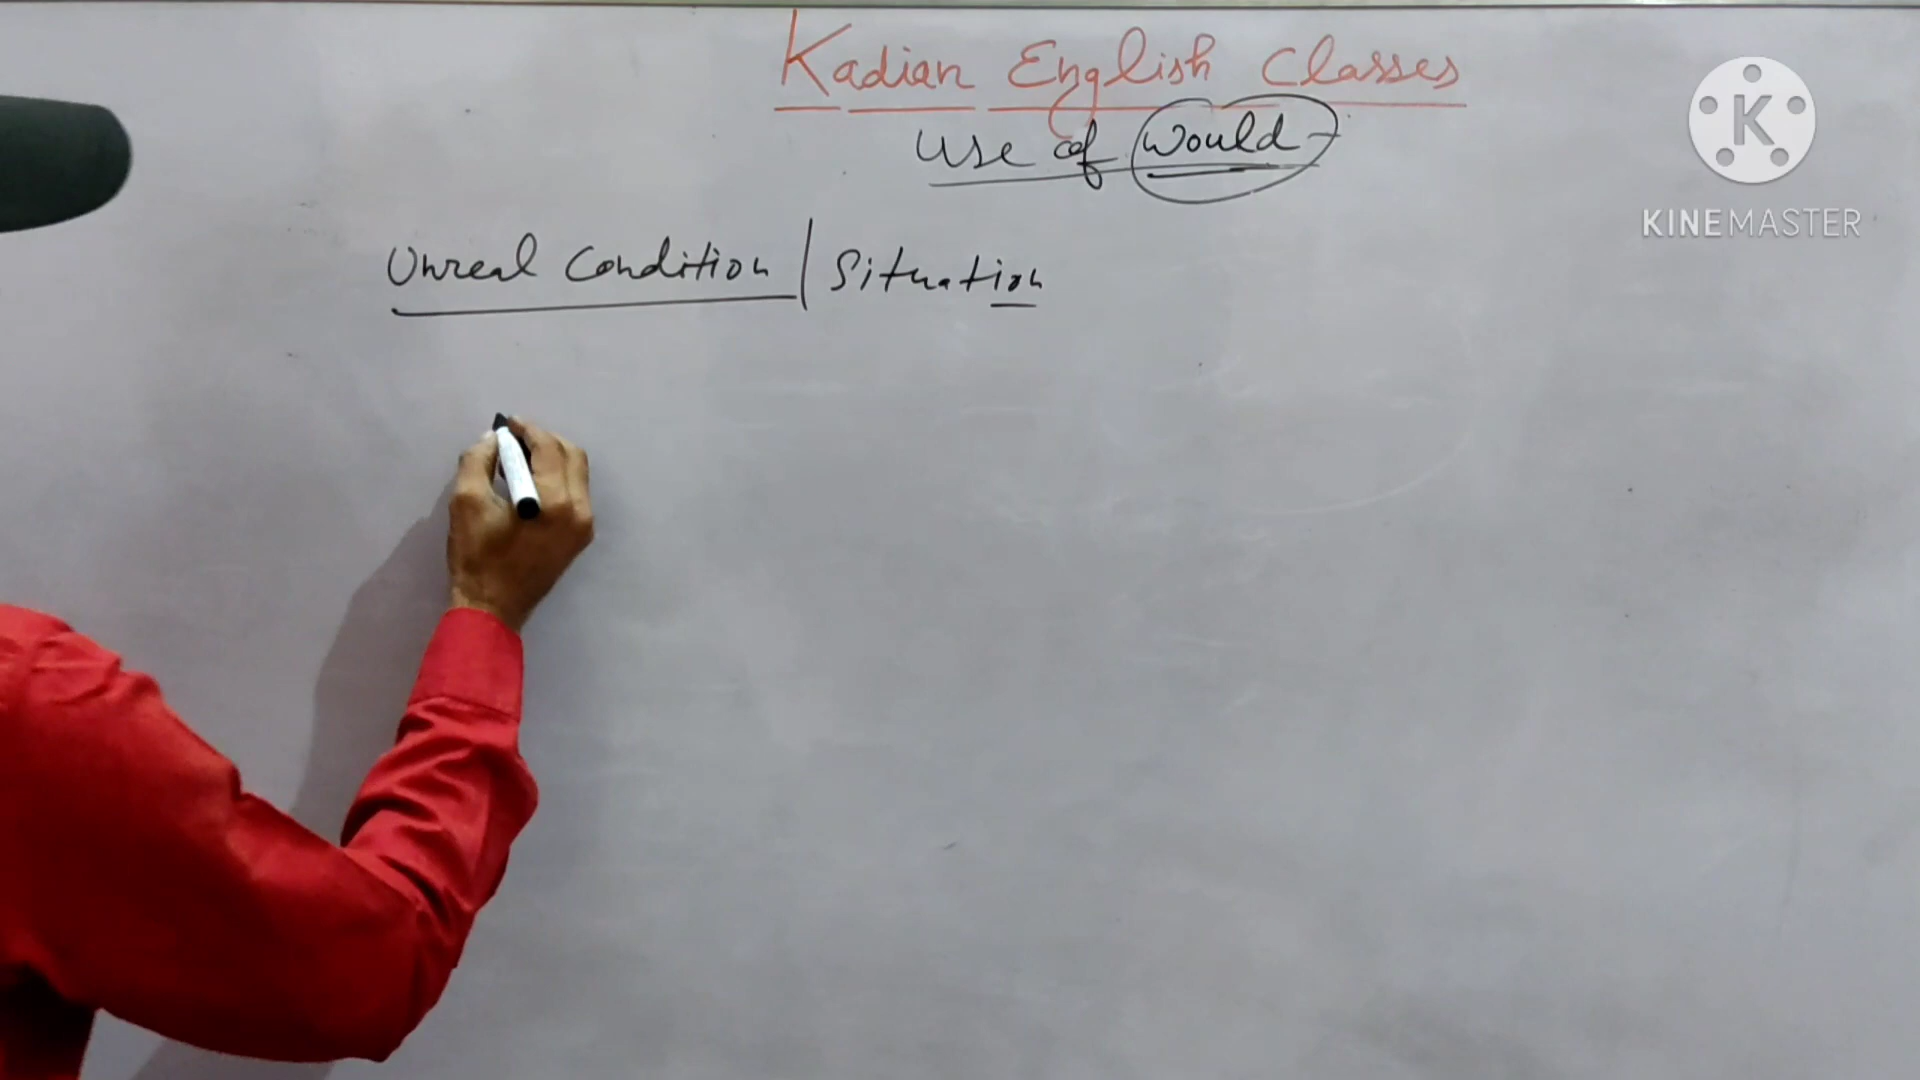 Kadian English Classes
Use of Would
Unreal Condition | Situation
K
KINEMASTER